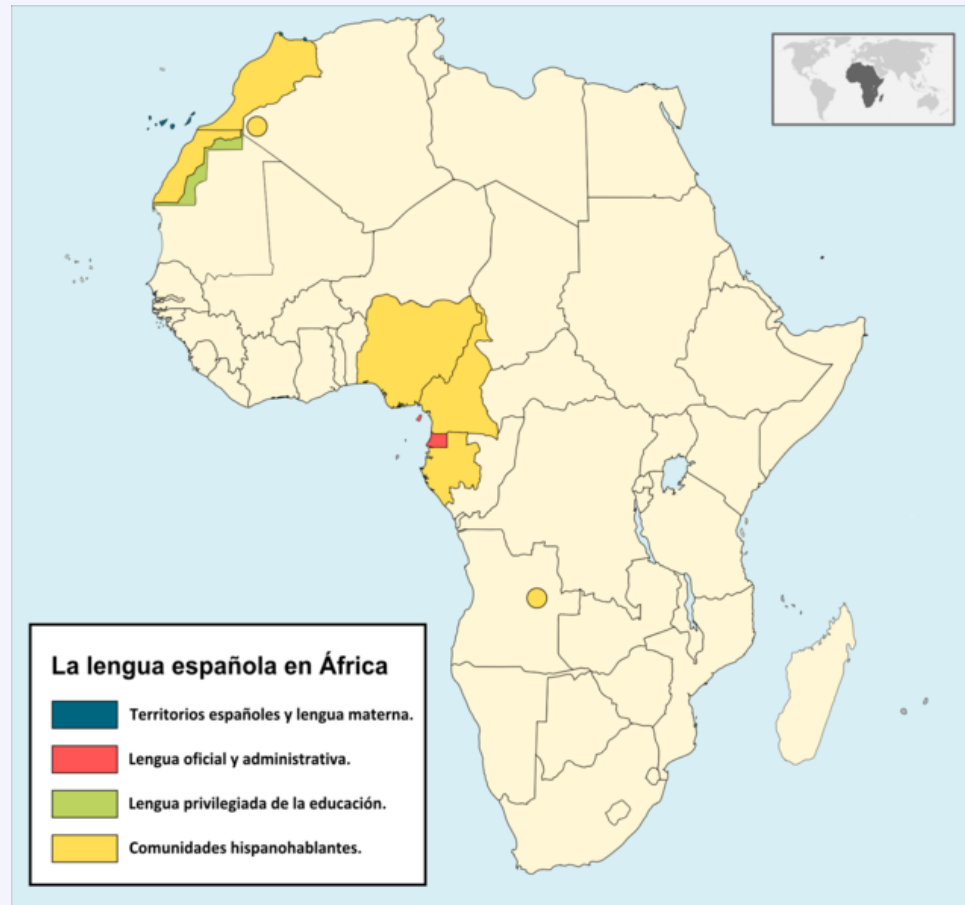 La lengua española en África
Territorios españoles y lengua materna.
Lengua oficial y administrativa.
Lengua privilegiada de la educación.
Comunidades hispanohablantes.